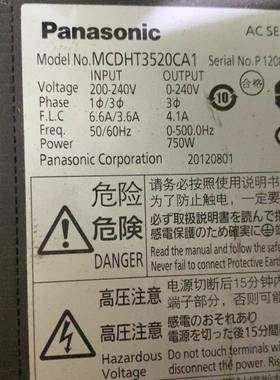 Panasonic AC SE
Model No. MCDHT3520CA1 Serial No. P1208
INPUT OUTPUT
Voltage 200-240V 0-240V
Phase 1Φ/3Φ 3Φ
F.L.C 6.6A/3.6A 4.1A
Freq. 50/60Hz 0-500.0Hz
Power 750W
Panasonic Corporation 20120801
10
合格
危险
危険
DANGER
请务必按照使用说明书
为了防止触电，一定要
必ず取扱説明書を読んで
感電保護のため確実に
Read the manual and follow the safe
Never fail to connect Protective Eart
高压注意
高圧注意
Hazardous
Voltage
电源切断后15分钟内
端子部分，否则可能
感電のおそれあり
電源を切った後15分間
Do not touch terminals w